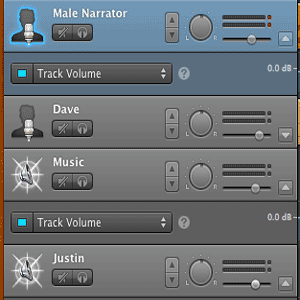 Male Narrator
L R
Track Volume ?
0.0 dB
Dave
L R
Music
L R
Track Volume ?
0.0 dB
Justin
L R